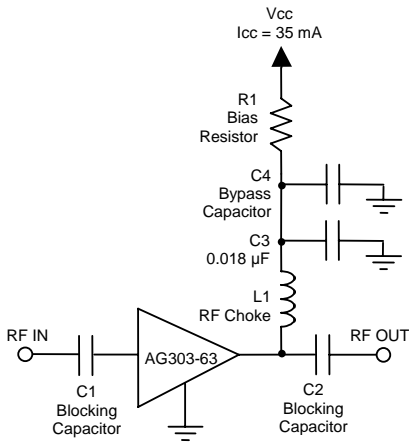 Vcc
Icc = 35 mA
R1
Bias
Resistor
C4
Bypass
Capacitor
C3
0.018 µF
L1
RF Choke
RF IN
AG303-63
RF OUT
C1
Blocking
Capacitor
C2
Blocking
Capacitor